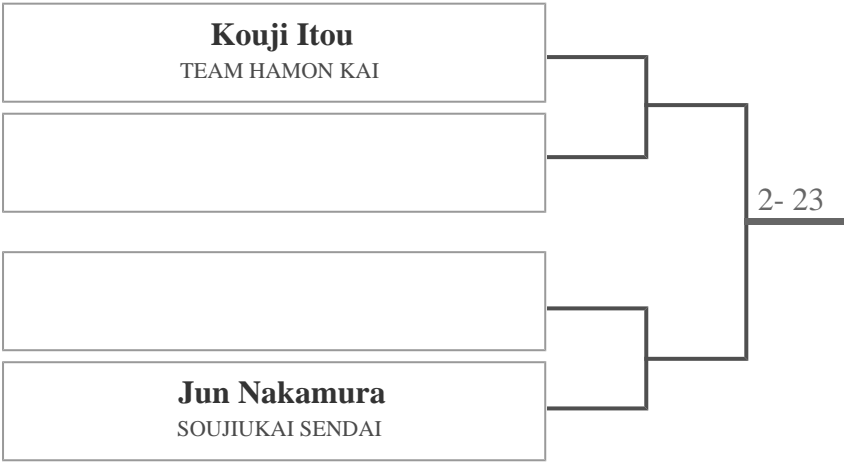 Kouji Itou
TEAM HAMON KAI
2- 23
Jun Nakamura
SOUJIUKAI SENDAI